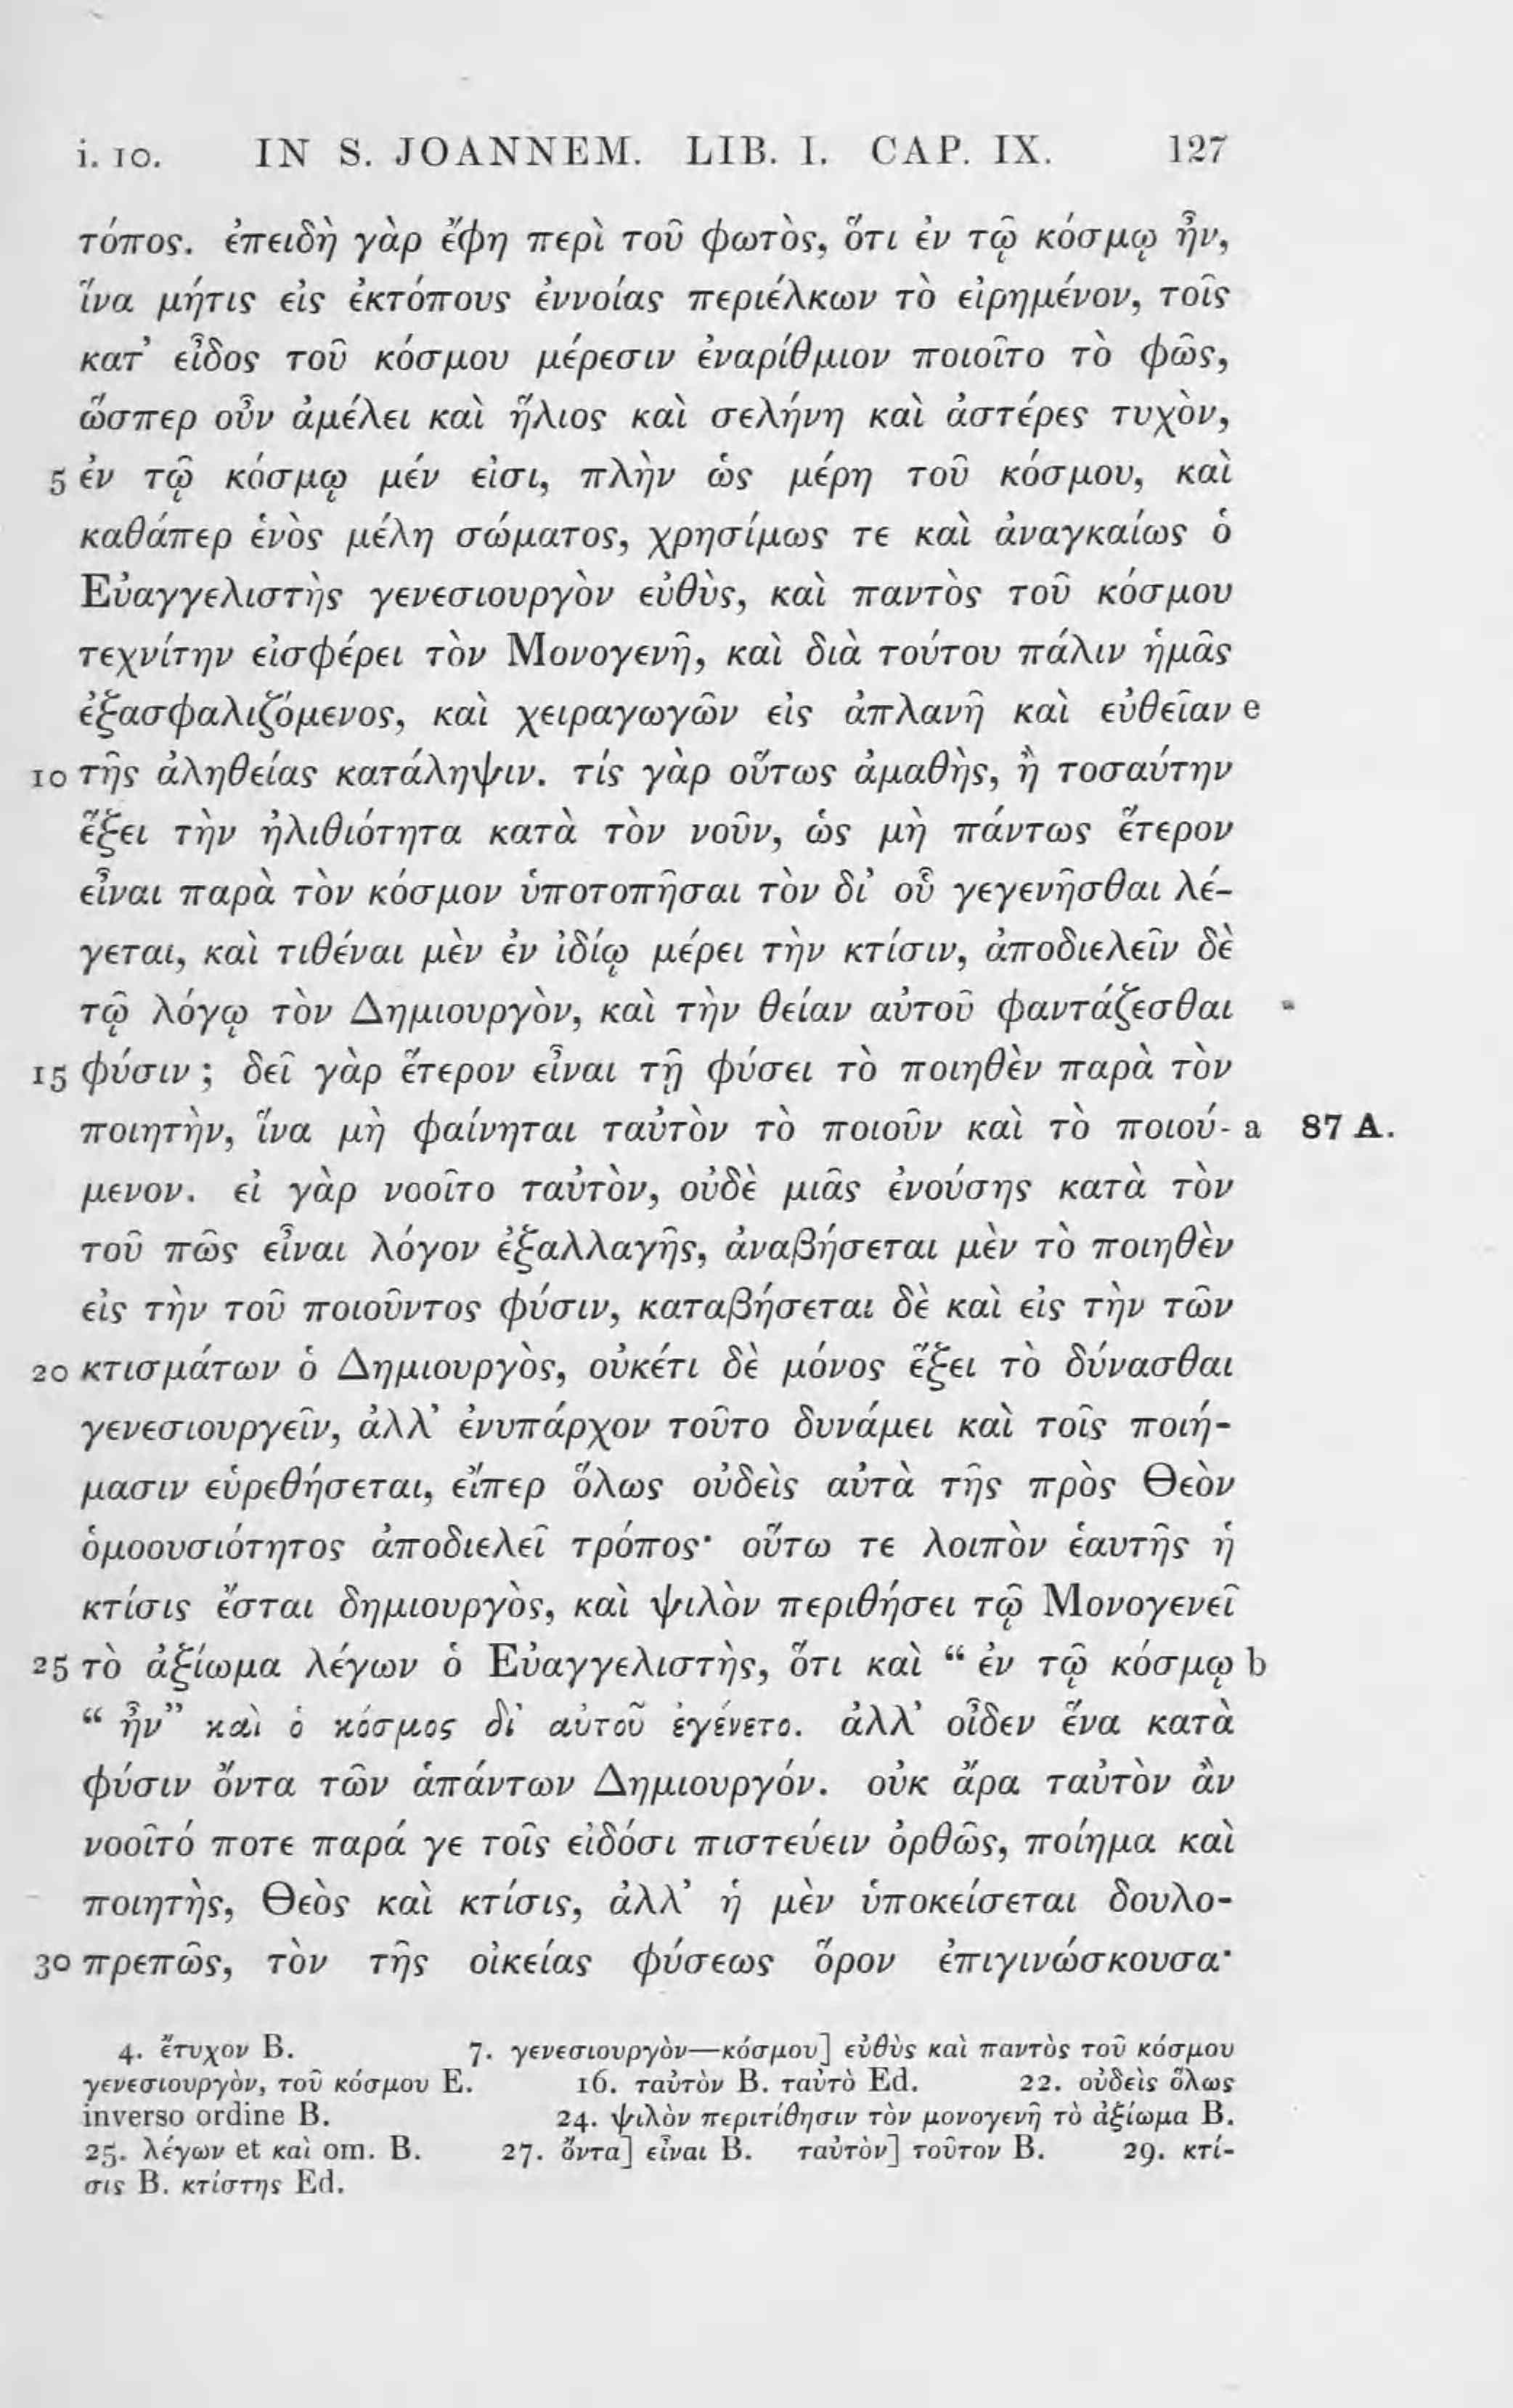 i. 10. IN S. JOANNEM. LIB. I. CAP. IX. 127
τόπος. ἐπειδὴ γὰρ ἔφη περὶ τοῦ φωτὸς, ὅτι ἐν τῷ κόσμῳ ἦν,
ἵνα μήτις εἰς ἐκτόπους ἐννοίας περιέλκων τὸ εἰρημένον, τοῖς
κατ’ εἶδος τοῦ κόσμου μέρεσιν ἐναρίθμιον ποιοῖτο τὸ φῶς,
ὥσπερ οὖν ἀμέλει καὶ ἥλιος καὶ σελήνη καὶ ἀστέρες τυχὸν,
5 ἐν τῷ κόσμῳ μέν εἰσι, πλὴν ὡς μέρη τοῦ κόσμου, καὶ
καθάπερ ἑνὸς μέλη σώματος, χρησίμως τε καὶ ἀναγκαίως ὁ
Εὐαγγελιστὴς γενεσιουργὸν εὐθὺς, καὶ παντὸς τοῦ κόσμου
τεχνίτην εἰσφέρει τὸν Μονογενῆ, καὶ διὰ τούτου πάλιν ἡμᾶς
ἐξασφαλιζόμενος, καὶ χειραγωγῶν εἰς ἀπλανῆ καὶ εὐθεῖαν e
10 τῆς ἀληθείας κατάληψιν. τίς γὰρ οὕτως ἀμαθὴς, ἢ τοσαύτην
ἕξει τὴν ἠλιθιότητα κατὰ τὸν νοῦν, ὡς μὴ πάντως ἕτερον
εἶναι παρὰ τὸν κόσμον ὑποτοπῆσαι τὸν δι’ οὗ γεγενῆσθαι λέ-
γεται, καὶ τιθέναι μὲν ἐν ἰδίῳ μέρει τὴν κτίσιν, ἀποδιελεῖν δὲ
τῷ λόγῳ τὸν Δημιουργὸν, καὶ τὴν θείαν αὐτοῦ φαντάζεσθαι
15 φύσιν ; δεῖ γὰρ ἕτερον εἶναι τῇ φύσει τὸ ποιηθὲν παρὰ τὸν
ποιητὴν, ἵνα μὴ φαίνηται ταὐτὸν τὸ ποιοῦν καὶ τὸ ποιού- a 87 A.
μενον. εἰ γὰρ νοοῖτο ταὐτὸν, οὐδὲ μιᾶς ἐνούσης κατὰ τὸν
τοῦ πῶς εἶναι λόγον ἐξαλλαγῆς, ἀναβήσεται μὲν τὸ ποιηθὲν
εἰς τὴν τοῦ ποιοῦντος φύσιν, καταβήσεται δὲ καὶ εἰς τὴν τῶν
20 κτισμάτων ὁ Δημιουργὸς, οὐκέτι δὲ μόνος ἕξει τὸ δύνασθαι
γενεσιουργεῖν, ἀλλ’ ἐνυπάρχον τοῦτο δυνάμει καὶ τοῖς ποιή-
μασιν εὑρεθήσεται, εἴπερ ὅλως οὐδεὶς αὐτὰ τῆς πρὸς Θεὸν
ὁμοουσιότητος ἀποδιελεῖ τρόπος· οὕτω τε λοιπὸν ἑαυτῆς ἡ
κτίσις ἔσται δημιουργὸς, καὶ ψιλὸν περιθήσει τῷ Μονογενεῖ
25 τὸ ἀξίωμα λέγων ὁ Εὐαγγελιστὴς, ὅτι καὶ “ ἐν τῷ κόσμῳ b
“ ἦν” καὶ ὁ κόσμος δι’ αὐτοῦ ἐγένετο. ἀλλ’ οἶδεν ἕνα κατὰ
φύσιν ὄντα τῶν ἁπάντων Δημιουργόν. οὐκ ἄρα ταὐτὸν ἂν
νοοῖτό ποτε παρά γε τοῖς εἰδόσι πιστεύειν ὀρθῶς, ποίημα καὶ
ποιητὴς, Θεὸς καὶ κτίσις, ἀλλ’ ἡ μὲν ὑποκείσεται δουλο-
30 πρεπῶς, τὸν τῆς οἰκείας φύσεως ὅρον ἐπιγινώσκουσα·
4. ἔτυχον B. 7. γενεσιουργὸν—κόσμου] εὐθὺς καὶ παντὸς τοῦ κόσμου
γενεσιουργὸν, τοῦ κόσμου E. 16. ταὐτὸν B. ταὐτὸ Ed. 22. οὐδεὶς ὅλως
inverso ordine B. 24. ψιλὸν περιτίθησιν τὸν μονογενῆ τὸ ἀξίωμα B.
25. λέγων et καὶ om. B. 27. ὄντα] εἶναι B. ταὐτὸν] τοῦτον B. 29. κτί-
σις B. κτίστης Ed.